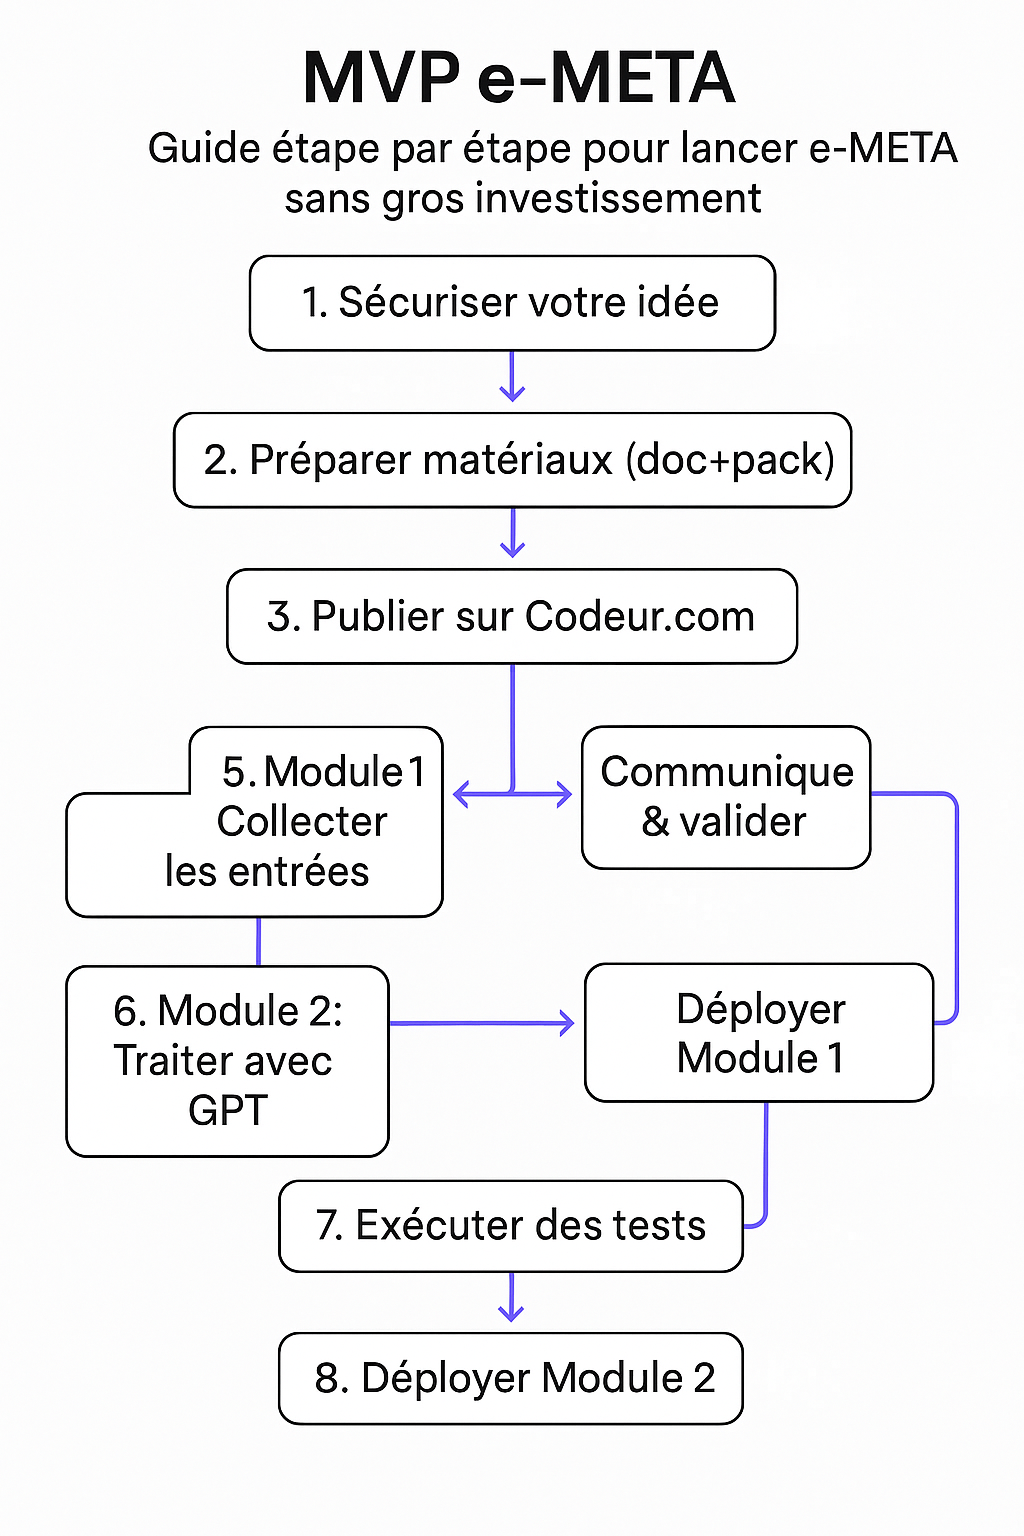 MVP e-META
Guide étape par étape pour lancer e-META
sans gros investissement
1. Sécuriser votre idée
2. Préparer matériaux (doc+pack)
3. Publier sur Codeur.com
5. Module 1
Collecter
les entrées
Communique
& valider
6. Module 2:
Traiter avec
GPT
Déployer
Module 1
7. Exécuter des tests
8. Déployer Module 2